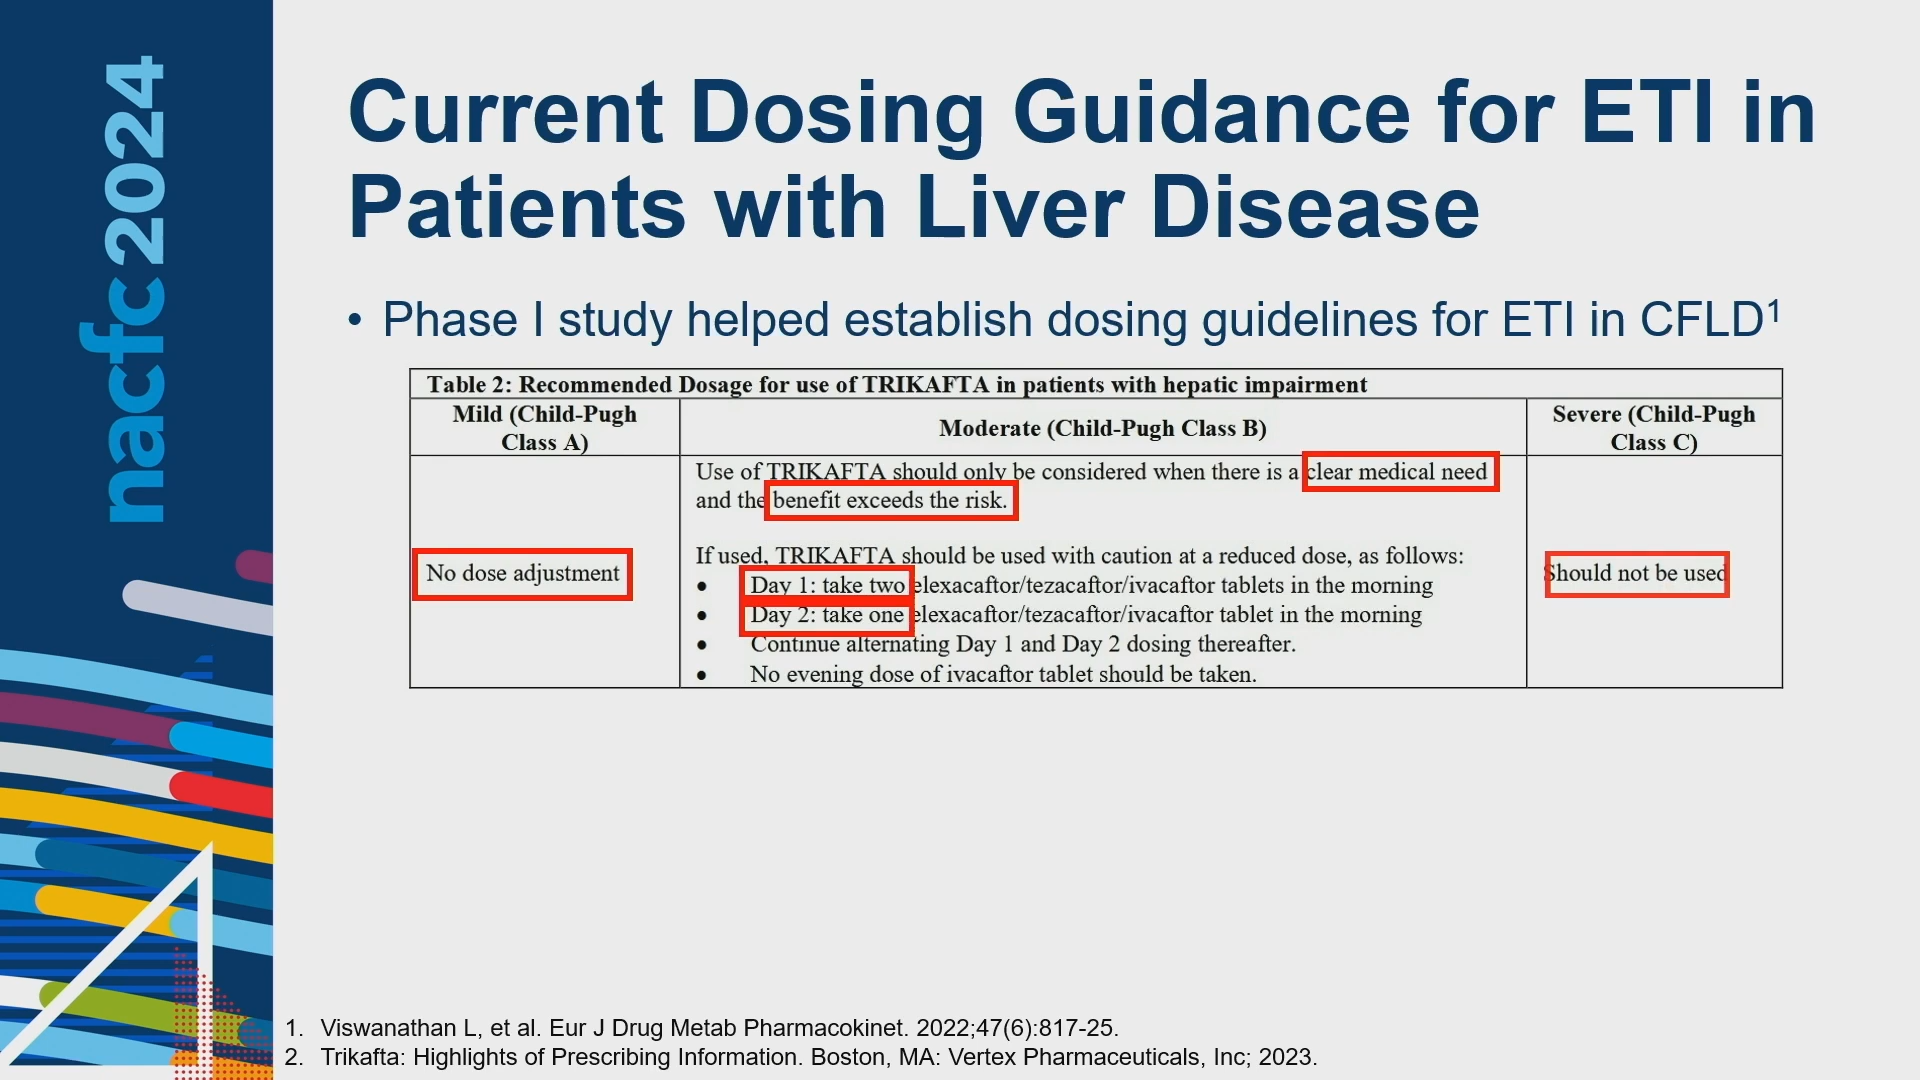 nacfc2024
Current Dosing Guidance for ETI in
Patients with Liver Disease
• Phase I study helped establish dosing guidelines for ETI in CFLD¹
Table 2: Recommended Dosage for use of TRIKAFTA in patients with hepatic impairment
Mild (Child-Pugh
Class A)
Moderate (Child-Pugh Class B)
Severe (Child-Pugh
Class C)
No dose adjustment
Use of TRIKAFTA should only be considered when there is a clear medical need
and the benefit exceeds the risk.
If used, TRIKAFTA should be used with caution at a reduced dose, as follows:
• Day 1: take two elexacaftor/tezacaftor/ivacaftor tablets in the morning
• Day 2: take one elexacaftor/tezacaftor/ivacaftor tablet in the morning
• Continue alternating Day 1 and Day 2 dosing thereafter.
• No evening dose of ivacaftor tablet should be taken.
Should not be used
1. Viswanathan L, et al. Eur J Drug Metab Pharmacokinet. 2022;47(6):817-25.
2. Trikafta: Highlights of Prescribing Information. Boston, MA: Vertex Pharmaceuticals, Inc; 2023.